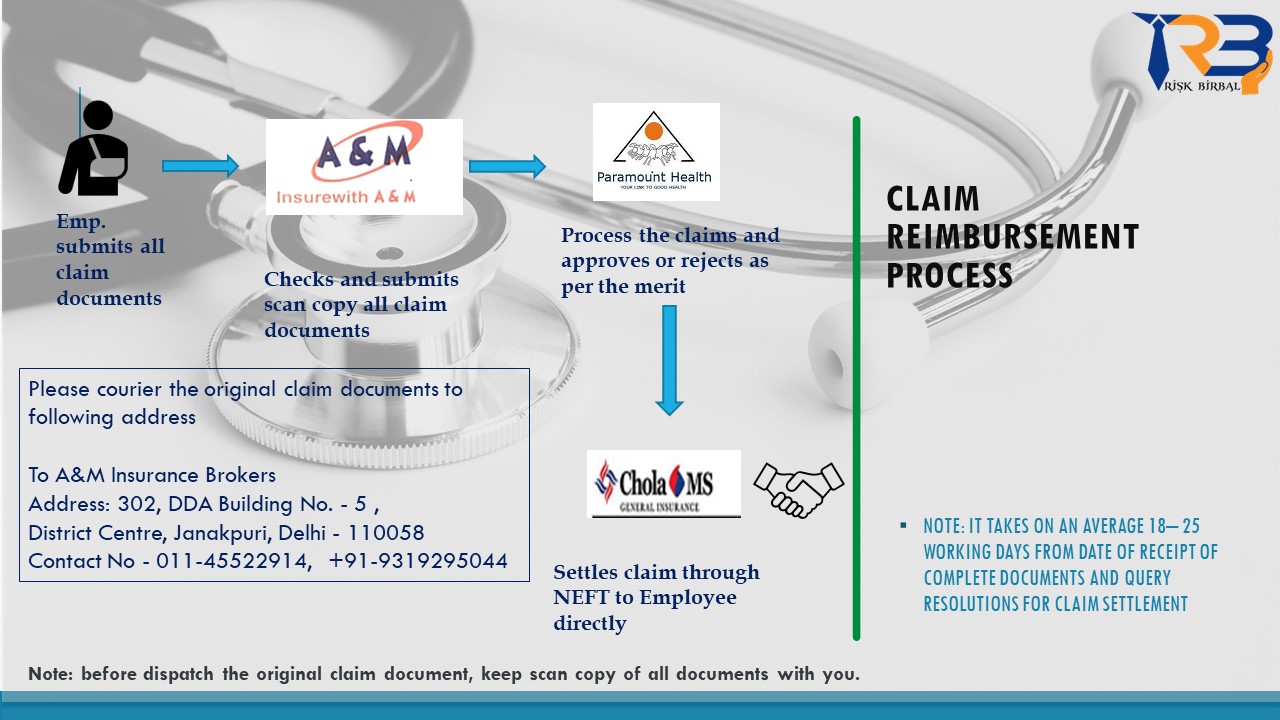 RİŞK BİRBAL
A & M
Insurewith A & M
Paramount Health
YOUR LINK TO GOOD HEALTH
Emp.
submits all
claim
documents
Checks and submits
scan copy all claim
documents
Process the claims and
approves or rejects as
per the merit
Please courier the original claim documents to
following address
To A&M Insurance Brokers
Address: 302, DDA Building No. - 5 ,
District Centre, Janakpuri, Delhi - 110058
Contact No - 011-45522914, +91-9319295044
Chola MS
GENERAL INSURANCE
Settles claim through
NEFT to Employee
directly
CLAIM
REIMBURSEMENT
PROCESS
▪ NOTE: IT TAKES ON AN AVERAGE 18– 25
WORKING DAYS FROM DATE OF RECEIPT OF
COMPLETE DOCUMENTS AND QUERY
RESOLUTIONS FOR CLAIM SETTLEMENT
Note: before dispatch the original claim document, keep scan copy of all documents with you.